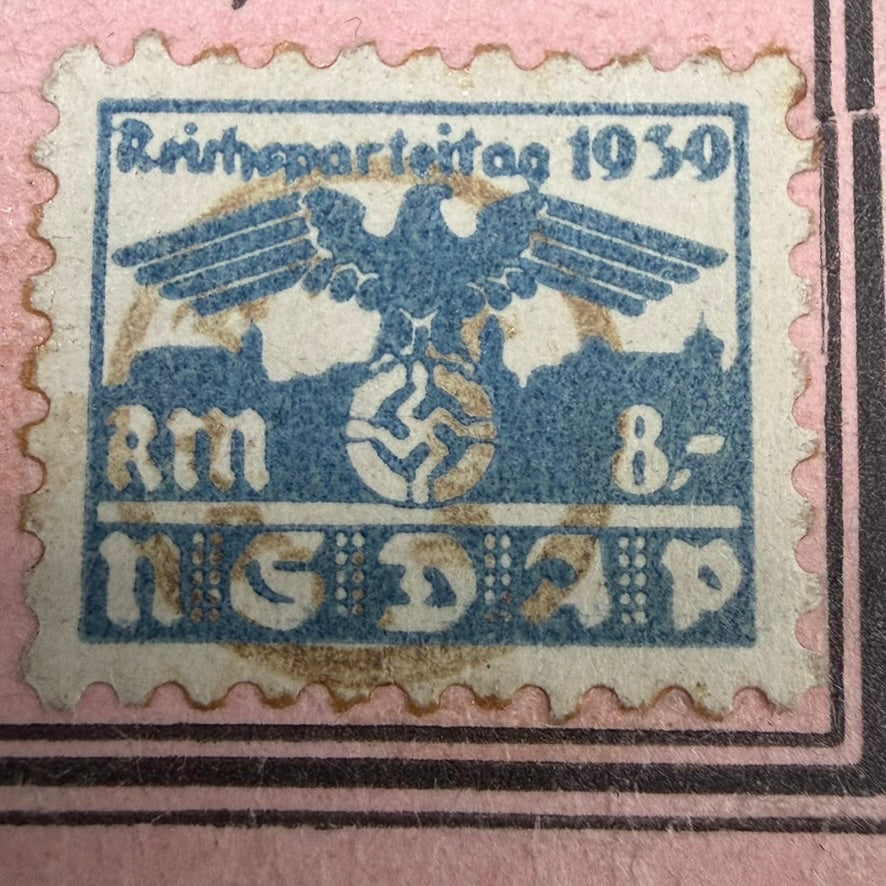 Reichsparteitag 1939
RM 8,-
NSDAP